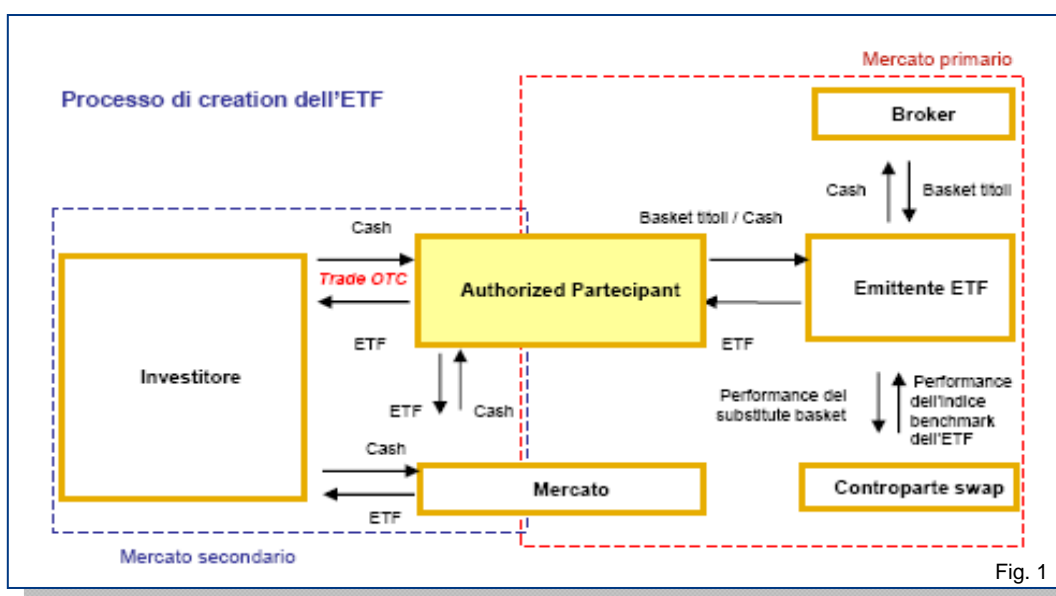 Mercato primario
Processo di creation dell'ETF
Broker
Cash
Basket titoli
Cash
Basket titoli / Cash
Trade OTC
Authorized Partecipant
Emittente ETF
ETF
ETF
Investitore
ETF
Cash
Performance del
substitute basket
Performance
dell'indice
benchmark
dell'ETF
Cash
Mercato
Controparte swap
ETF
Mercato secondario
Fig. 1